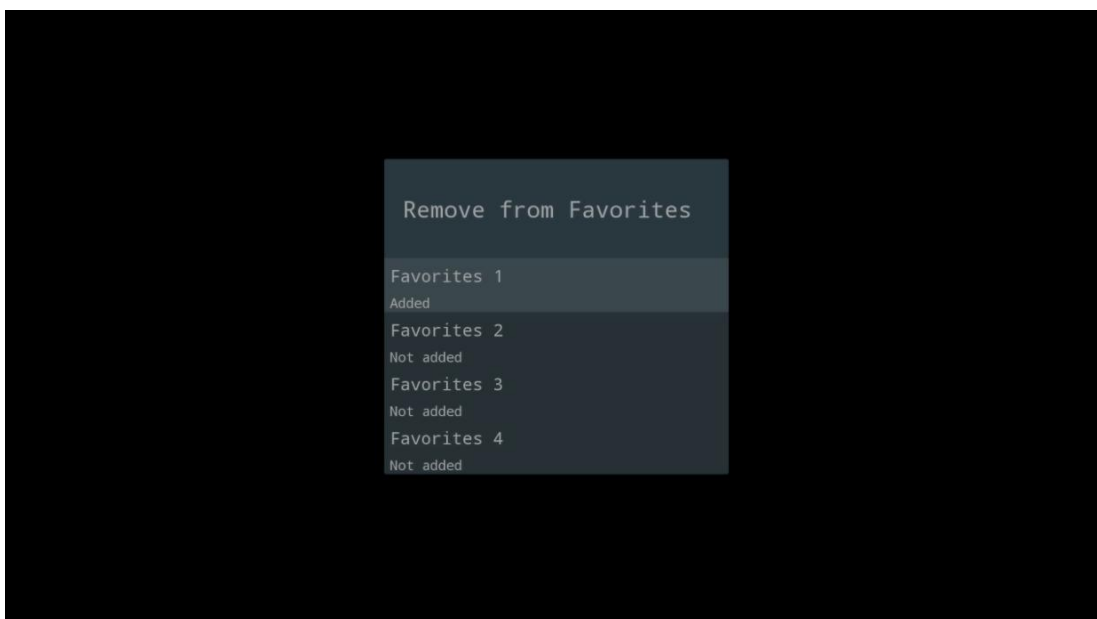 Remove from Favorites
Favorites 1
Added
Favorites 2
Not added
Favorites 3
Not added
Favorites 4
Not added